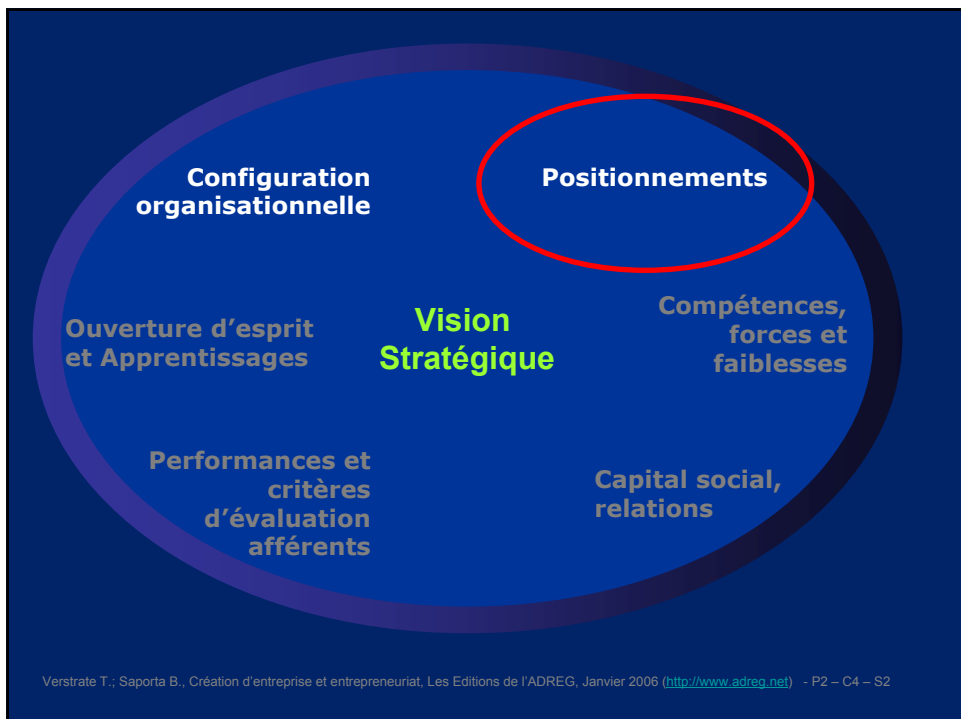 Configuration
organisationnelle
Positionnements
Ouverture d’esprit
et Apprentissages
Vision
Stratégique
Compétences,
forces et
faiblesses
Performances et
critères
d’évaluation
afférents
Capital social,
relations
Verstrate T.; Saporta B., Création d’entreprise et entrepreneuriat, Les Editions de l’ADREG, Janvier 2006 (http://www.adreg.net) - P2 – C4 – S2